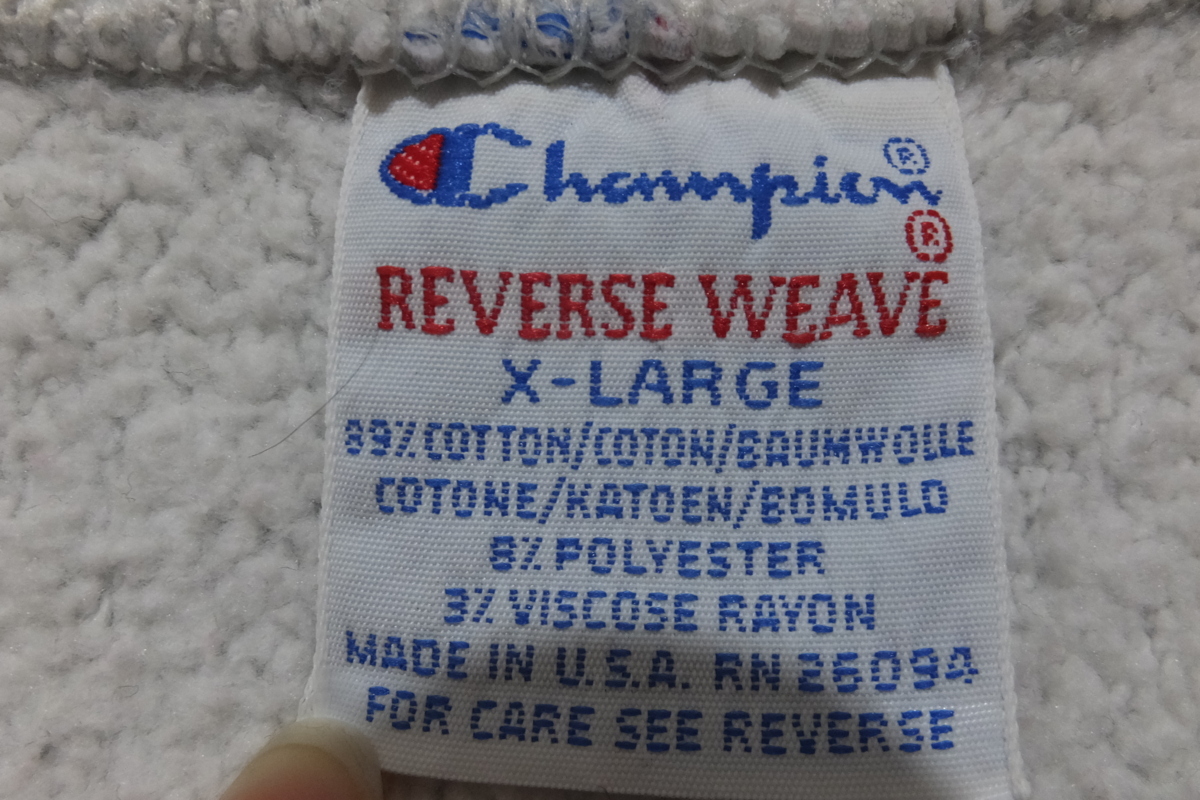 Champion®
®
REVERSE WEAVE
X-LARGE
89% COTTON/COTON/BAUMWOLLE
COTONE/KATOEN/BOMULD
8% POLYESTER
3% VISCOSE RAYON
MADE IN U.S.A. RN 26094
FOR CARE SEE REVERSE